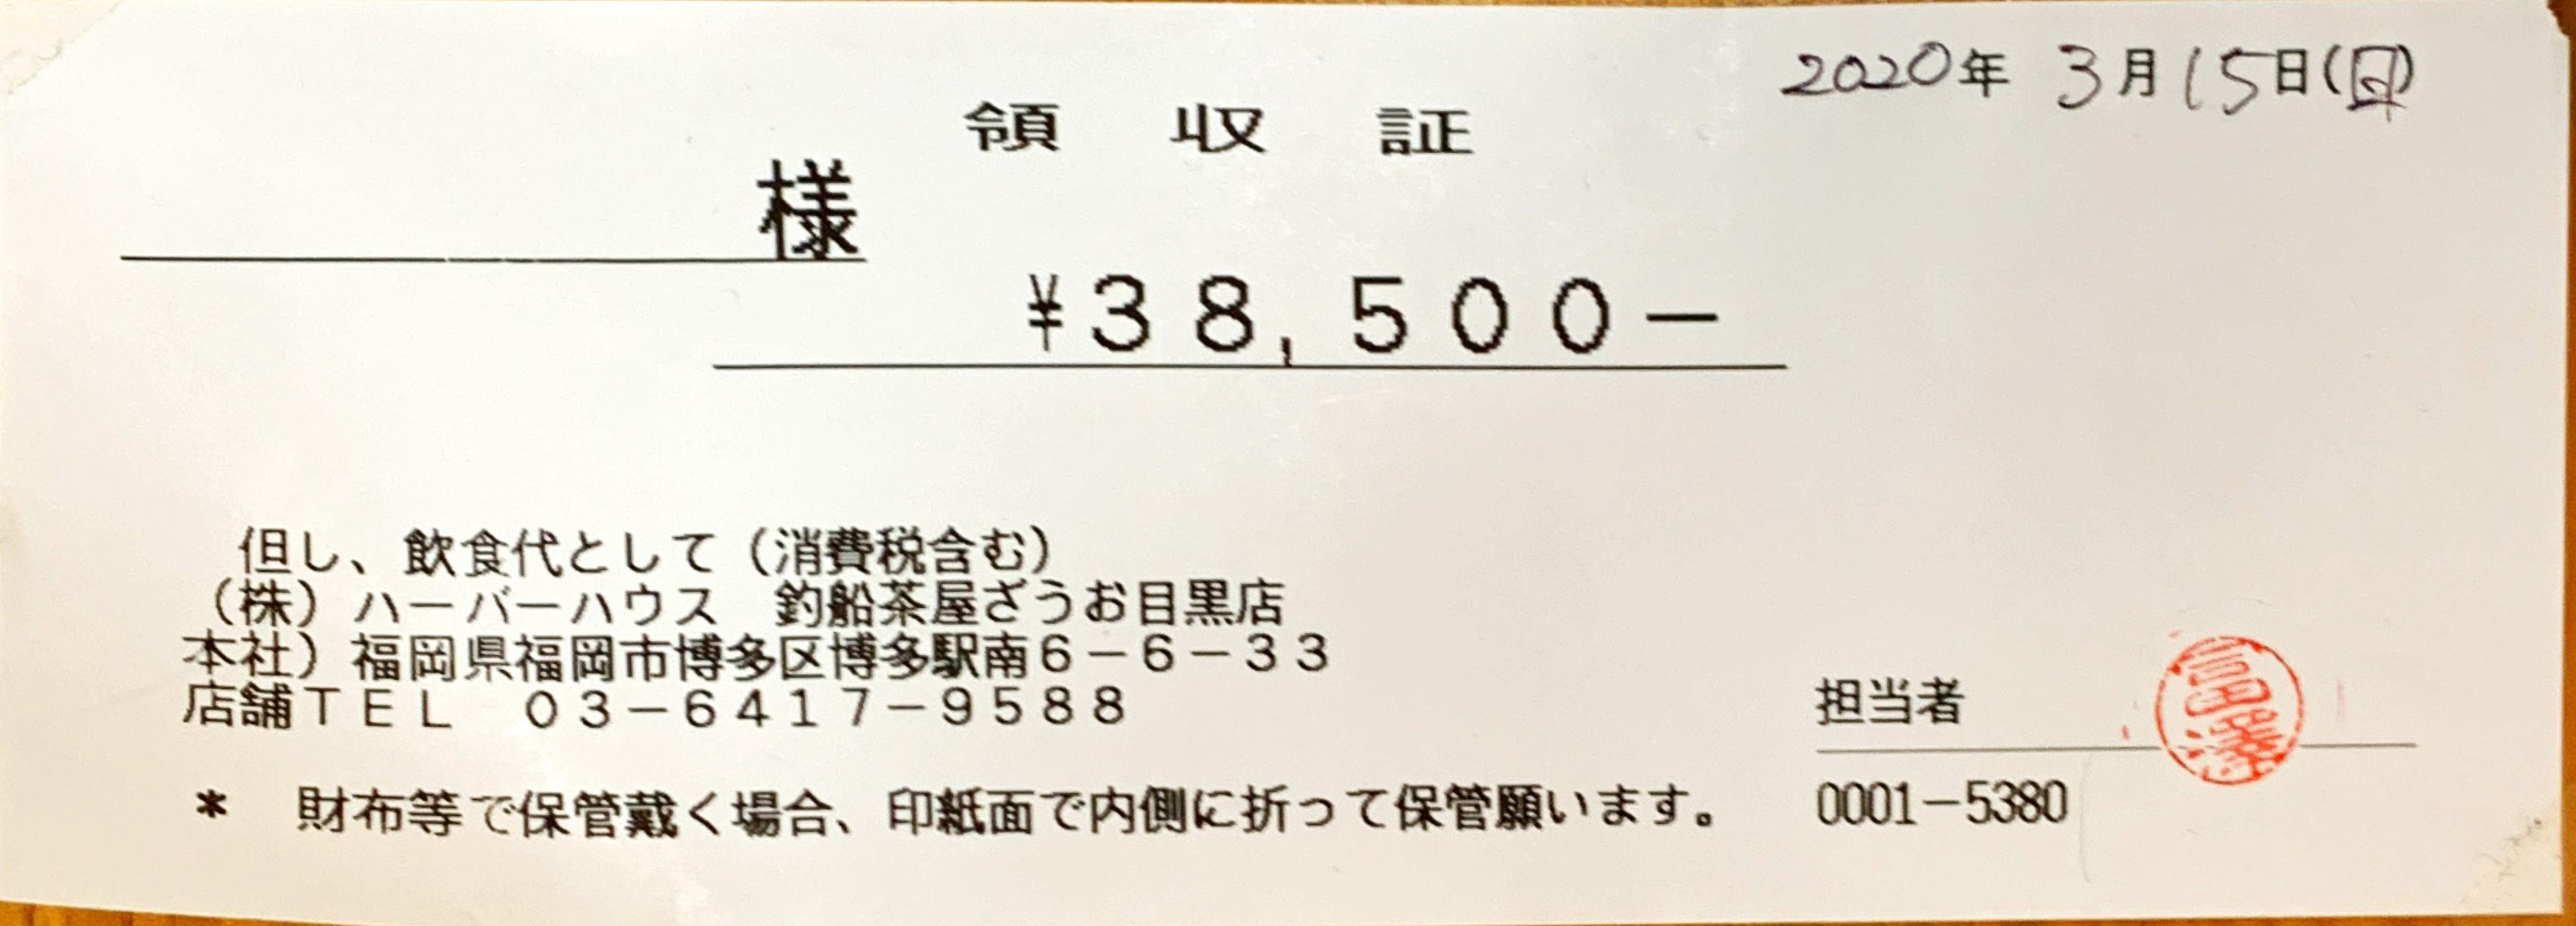 2020年 3月15日(日)
領 収 証
様
¥38,500−
但し、飲食代として(消費税含む)
(株)ハーバーハウス 釣船茶屋ざうお目黒店
本社)福岡県福岡市博多区博多駅南6−6−33
店舗TEL 03−6417−9588
担当者
* 財布等で保管戴く場合、印紙面で内側に折って保管願います。
0001−5380